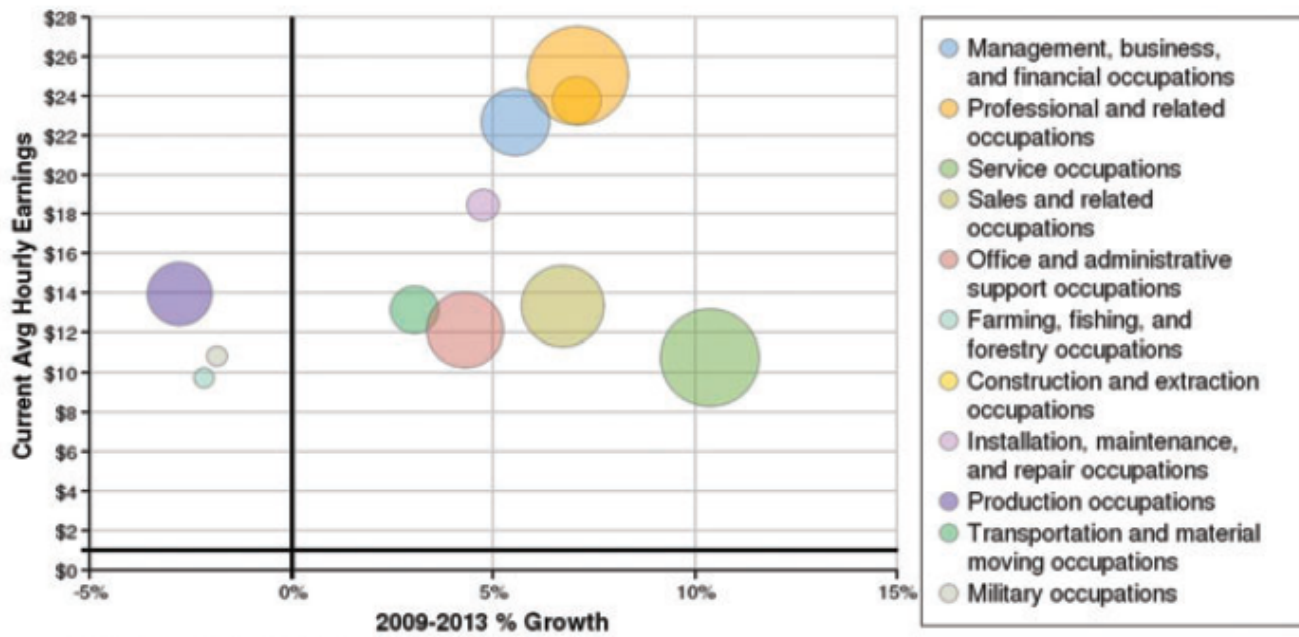 $28
$26
$24
$22
$20
$18
$16
$14
$12
$10
$8
$6
$4
$2
$0
Current Avg Hourly Earnings
-5%
0%
5%
10%
15%
2009-2013 % Growth
Management, business,
and financial occupations
Professional and related
occupations
Service occupations
Sales and related
occupations
Office and administrative
support occupations
Farming, fishing, and
forestry occupations
Construction and extraction
occupations
Installation, maintenance,
and repair occupations
Production occupations
Transportation and material
moving occupations
Military occupations